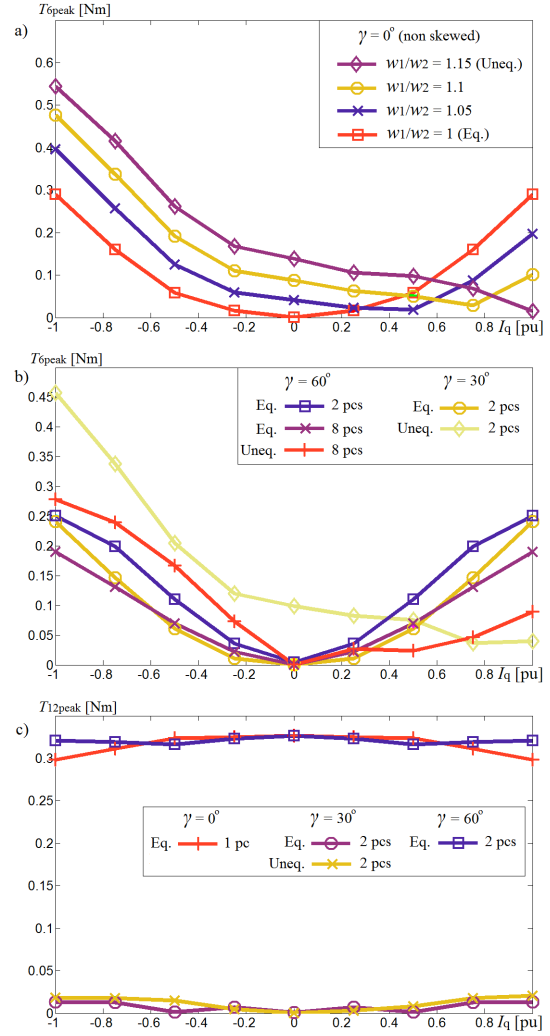 T6peak [Nm]
a)
γ = 0° (non skewed)
w1/w2 = 1.15 (Uneq.)
w1/w2 = 1.1
w1/w2 = 1.05
w1/w2 = 1 (Eq.)
0.6
0.5
0.4
0.3
0.2
0.1
0
-1 -0.8 -0.6 -0.4 -0.2 0 0.2 0.4 0.6 0.8 Iq [pu]
T6peak [Nm]
b)
γ = 60° γ = 30°
Eq. 2 pcs Eq. 2 pcs
Eq. 8 pcs Uneq. 2 pcs
Uneq. 8 pcs
0.45
0.4
0.35
0.3
0.25
0.2
0.15
0.1
0.05
0
-1 -0.8 -0.6 -0.4 -0.2 0 0.2 0.4 0.6 0.8 Iq [pu]
T12peak [Nm]
c)
0.3
0.25
γ = 0° γ = 30° γ = 60°
Eq. 1 pc Eq. 2 pcs Eq. 2 pcs
Uneq. 2 pcs
0.2
0.15
0.1
0.05
0
-1 -0.8 -0.6 -0.4 -0.2 0 0.2 0.4 0.6 0.8 Iq [pu]